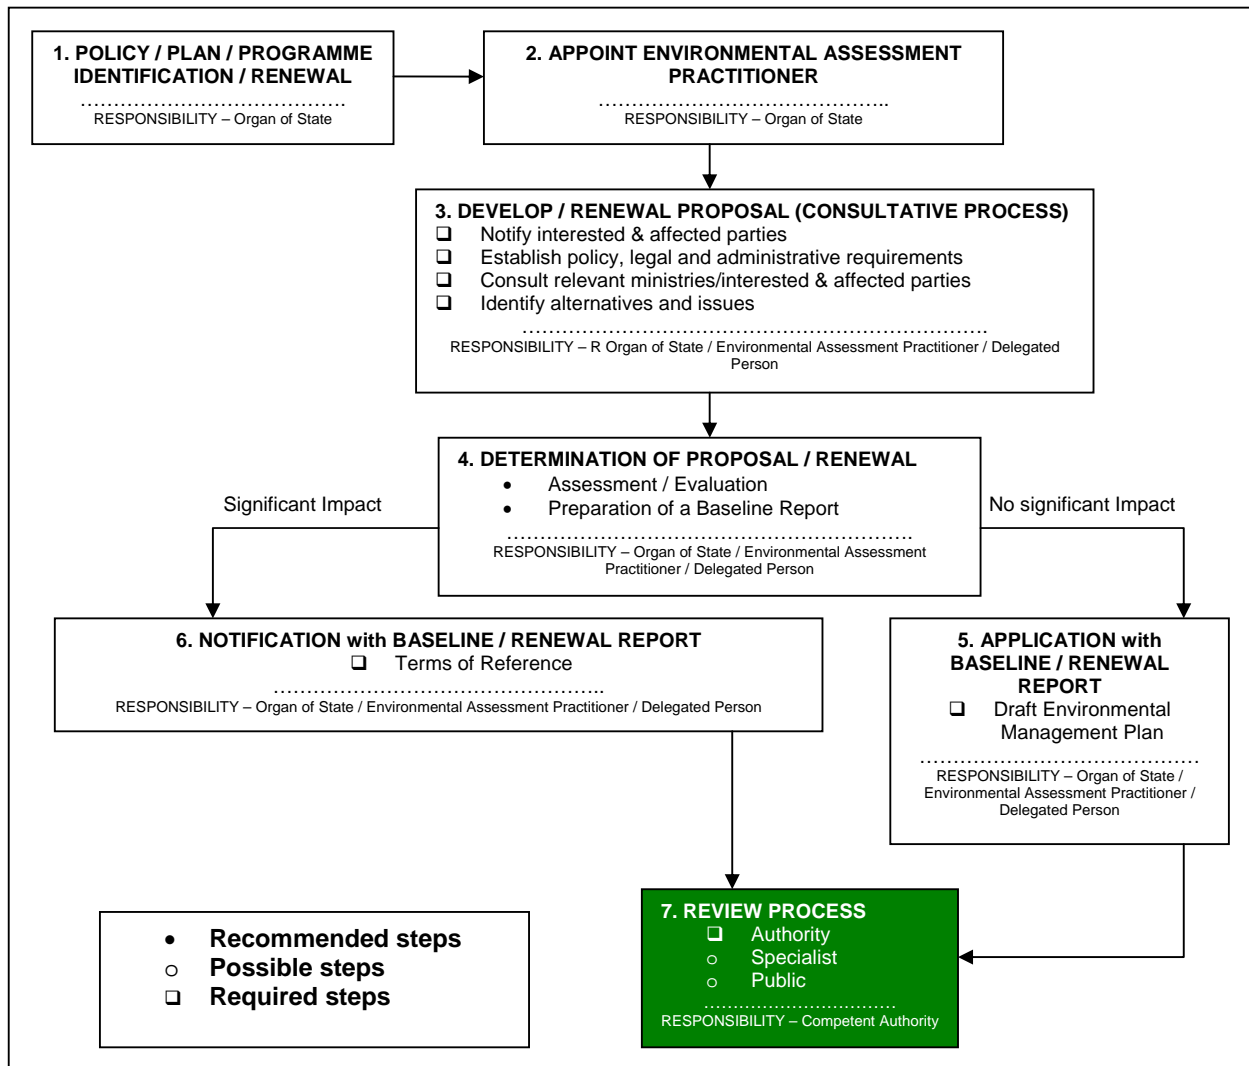 1. POLICY / PLAN / PROGRAMME
IDENTIFICATION / RENEWAL
………………………………….
RESPONSIBILITY – Organ of State
2. APPOINT ENVIRONMENTAL ASSESSMENT
PRACTITIONER
……………………………………..
RESPONSIBILITY – Organ of State
3. DEVELOP / RENEWAL PROPOSAL (CONSULTATIVE PROCESS)
❑ Notify interested & affected parties
❑ Establish policy, legal and administrative requirements
❑ Consult relevant ministries/interested & affected parties
❑ Identify alternatives and issues
…………………………………………………………….
RESPONSIBILITY – R Organ of State / Environmental Assessment Practitioner / Delegated
Person
4. DETERMINATION OF PROPOSAL / RENEWAL
• Assessment / Evaluation
• Preparation of a Baseline Report
……………………………………………………….
RESPONSIBILITY – Organ of State / Environmental Assessment
Practitioner / Delegated Person
Significant Impact
No significant Impact
6. NOTIFICATION with BASELINE / RENEWAL REPORT
❑ Terms of Reference
…………………………………………..
RESPONSIBILITY – Organ of State / Environmental Assessment Practitioner / Delegated Person
5. APPLICATION with
BASELINE / RENEWAL
REPORT
❑ Draft Environmental
Management Plan
……………………………………
RESPONSIBILITY – Organ of State /
Environmental Assessment Practitioner /
Delegated Person
7. REVIEW PROCESS
❑ Authority
o Specialist
o Public
……………………………
RESPONSIBILITY – Competent Authority
• Recommended steps
o Possible steps
❑ Required steps